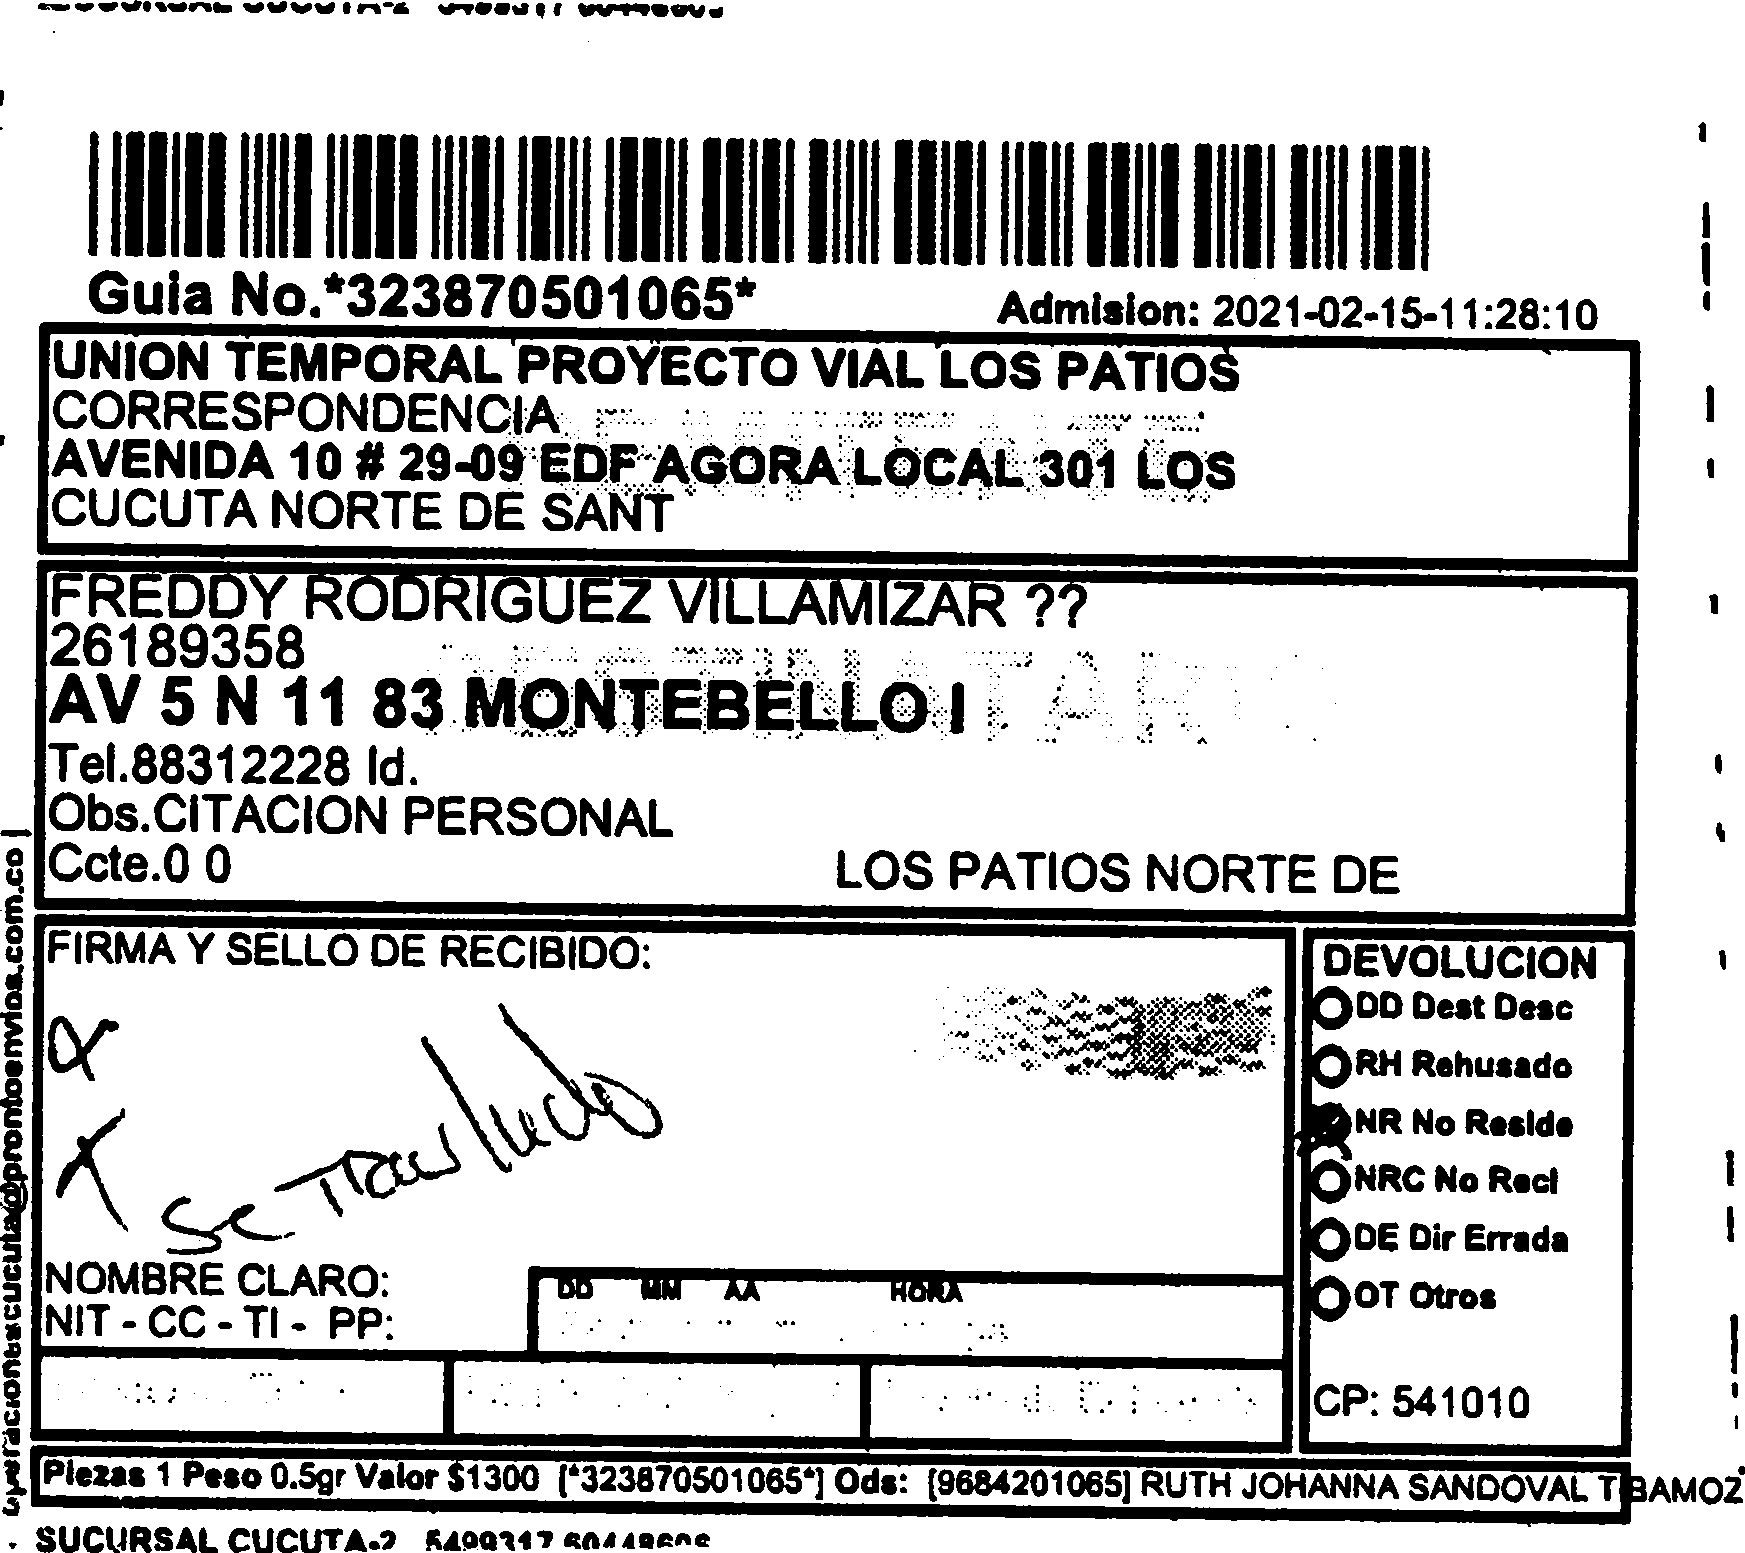 Guia No.*323870501065*
Admision: 2021-02-15-11:28:10
UNION TEMPORAL PROYECTO VIAL LOS PATIOS
CORRESPONDENCIA
AVENIDA 10 # 29-09 EDF AGORA LOCAL 301 LOS
CUCUTA NORTE DE SANT
FREDDY RODRIGUEZ VILLAMIZAR ??
26189358
AV 5 N 11 83 MONTEBELLO I
Tel.88312228 Id.
Obs.CITACION PERSONAL
Ccte.0 0
LOS PATIOS NORTE DE
FIRMA Y SELLO DE RECIBIDO:
Se Trasladó
NOMBRE CLARO:
NIT - CC - TI - PP:
DD MM AA HORA
DEVOLUCION
DD Dest Desc
RH Rehusado
NR No Reside
NRC No Recl
DE Dir Errada
OT Otros
CP: 541010
Piezas 1 Peso 0.5gr Valor $1300 [*323870501065*] Ods: [9684201065] RUTH JOHANNA SANDOVAL TIBAMOZ
operacionescucuta@prontoenvios.com.co |
SUCURSAL CUCUTA-2